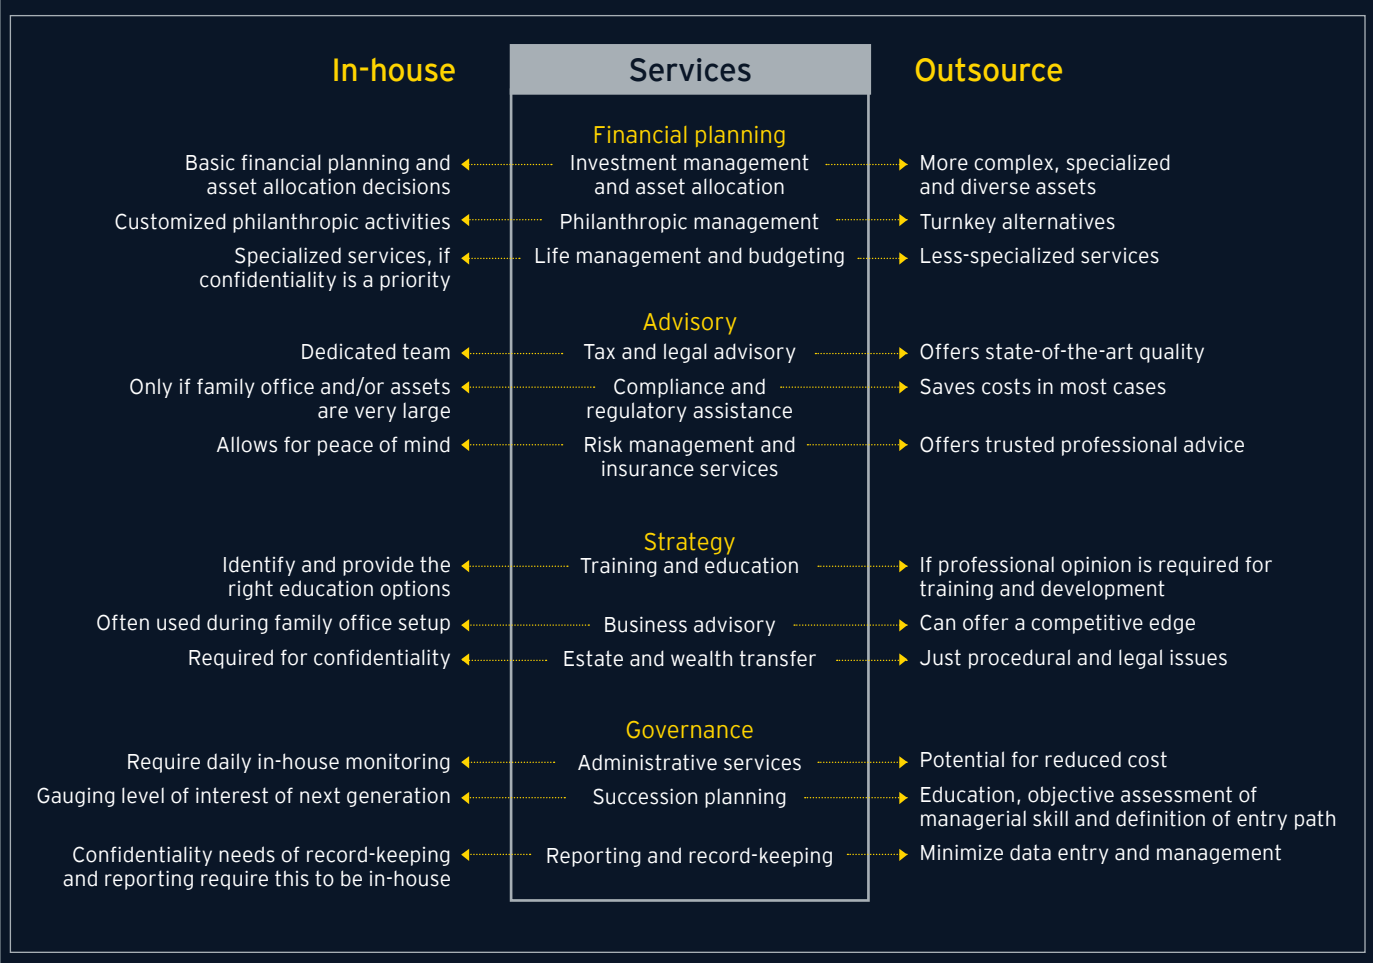 In-house Services Outsource
Financial planning
Basic financial planning and Investment management More complex, specialized
asset allocation decisions and asset allocation and diverse assets
Customized philanthropic activities Philanthropic management Turnkey alternatives
Specialized services, if Life management and budgeting Less-specialized services
confidentiality is a priority
Advisory
Dedicated team Tax and legal advisory Offers state-of-the-art quality
Only if family office and/or assets Compliance and Saves costs in most cases
are very large regulatory assistance
Allows for peace of mind Risk management and Offers trusted professional advice
insurance services
Strategy
Identify and provide the Training and education If professional opinion is required for
right education options training and development
Often used during family office setup Business advisory Can offer a competitive edge
Required for confidentiality Estate and wealth transfer Just procedural and legal issues
Governance
Require daily in-house monitoring Administrative services Potential for reduced cost
Gauging level of interest of next generation Succession planning Education, objective assessment of
managerial skill and definition of entry path
Confidentiality needs of record-keeping Reporting and record-keeping Minimize data entry and management
and reporting require this to be in-house